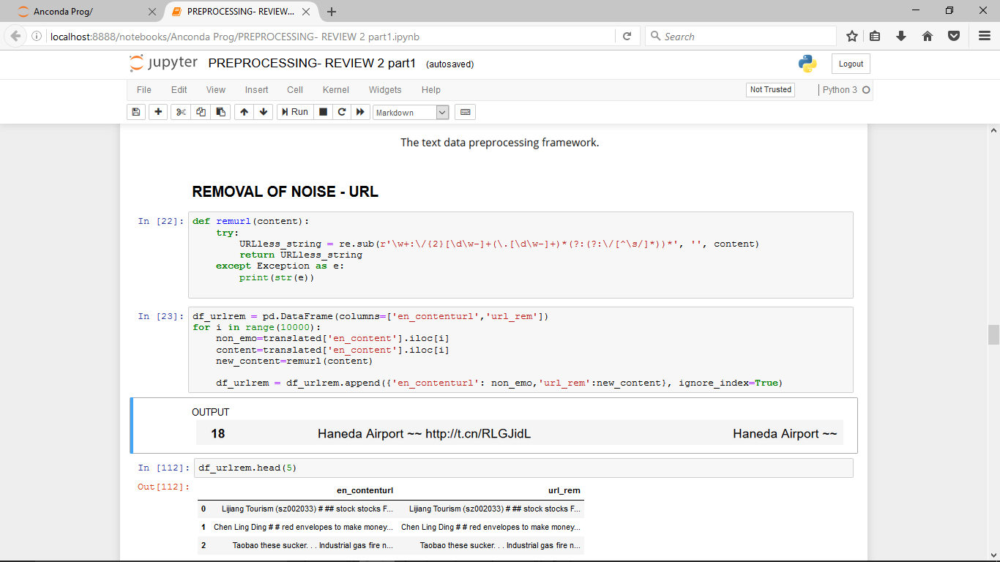 Anconda Prog/
PREPROCESSING- REVIEW...
localhost:8888/notebooks/Anconda Prog/PREPROCESSING- REVIEW 2 part1.ipynb
Search
jupyter PREPROCESSING- REVIEW 2 part1 (autosaved)
Logout
File Edit View Insert Cell Kernel Widgets Help
Not Trusted
Python 3
Run
Markdown
The text data preprocessing framework.
REMOVAL OF NOISE - URL
In [22]: def remurl(content):
    try:
        URLless_string = re.sub(r'\w+:\/{2}[\d\w-]+(\.[\d\w-]+)*(?:(?:\/[^\s/]*))*', '', content)
        return URLless_string
    except Exception as e:
        print(str(e))
In [23]: df_urlrem = pd.DataFrame(columns=['en_contenturl','url_rem'])
for i in range(10000):
    non_emo=translated['en_content'].iloc[i]
    content=translated['en_content'].iloc[i]
    new_content=remurl(content)
    df_urlrem = df_urlrem.append({'en_contenturl': non_emo,'url_rem':new_content}, ignore_index=True)
OUTPUT
18 Haneda Airport ~~ http://t.cn/RLGJidL Haneda Airport ~~
In [112]: df_urlrem.head(5)
Out[112]:
en_contenturl url_rem
0 Lijiang Tourism (sz002033) # ## stock stocks F... Lijiang Tourism (sz002033) # ## stock stocks F...
1 Chen Ling Ding # # red envelopes to make money... Chen Ling Ding # # red envelopes to make money...
2 Taobao these sucker. . . Industrial gas fire n... Taobao these sucker. . . Industrial gas fire n...